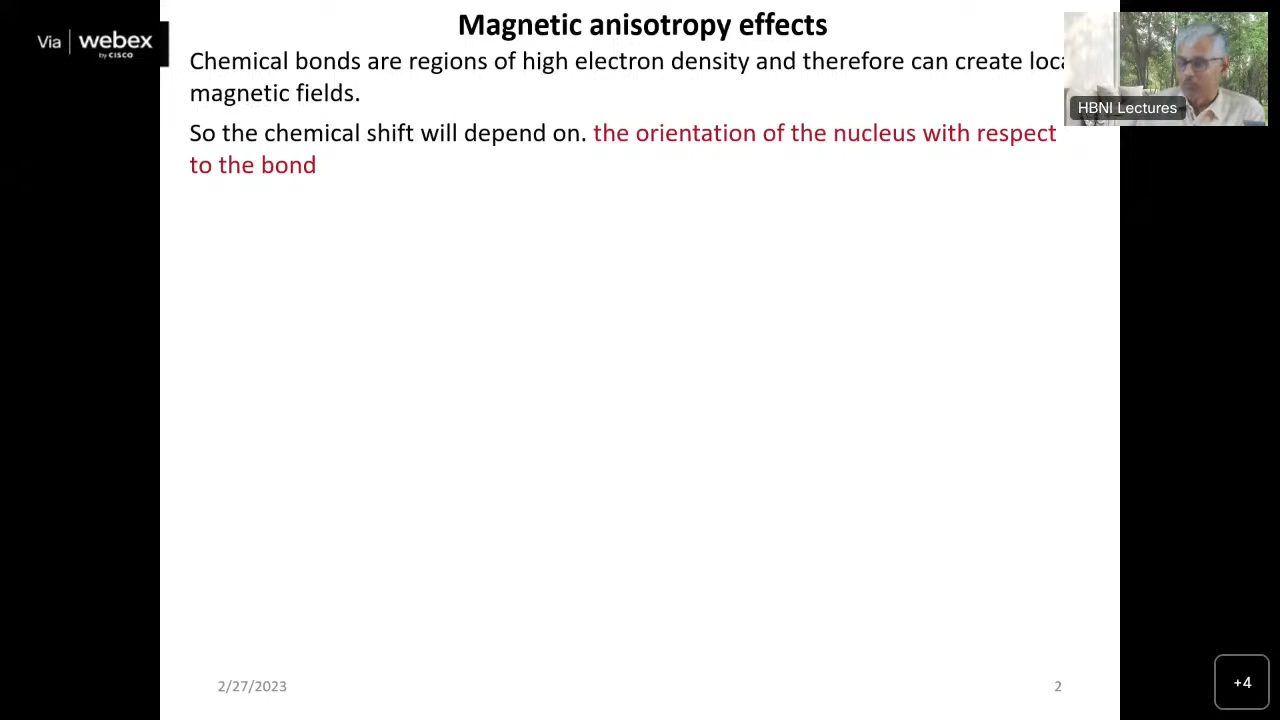 Magnetic anisotropy effects
Via webex
by CISCO
Chemical bonds are regions of high electron density and therefore can create loca
magnetic fields.
HBNI Lectures
So the chemical shift will depend on. the orientation of the nucleus with respect
to the bond
2/27/2023
2
+4